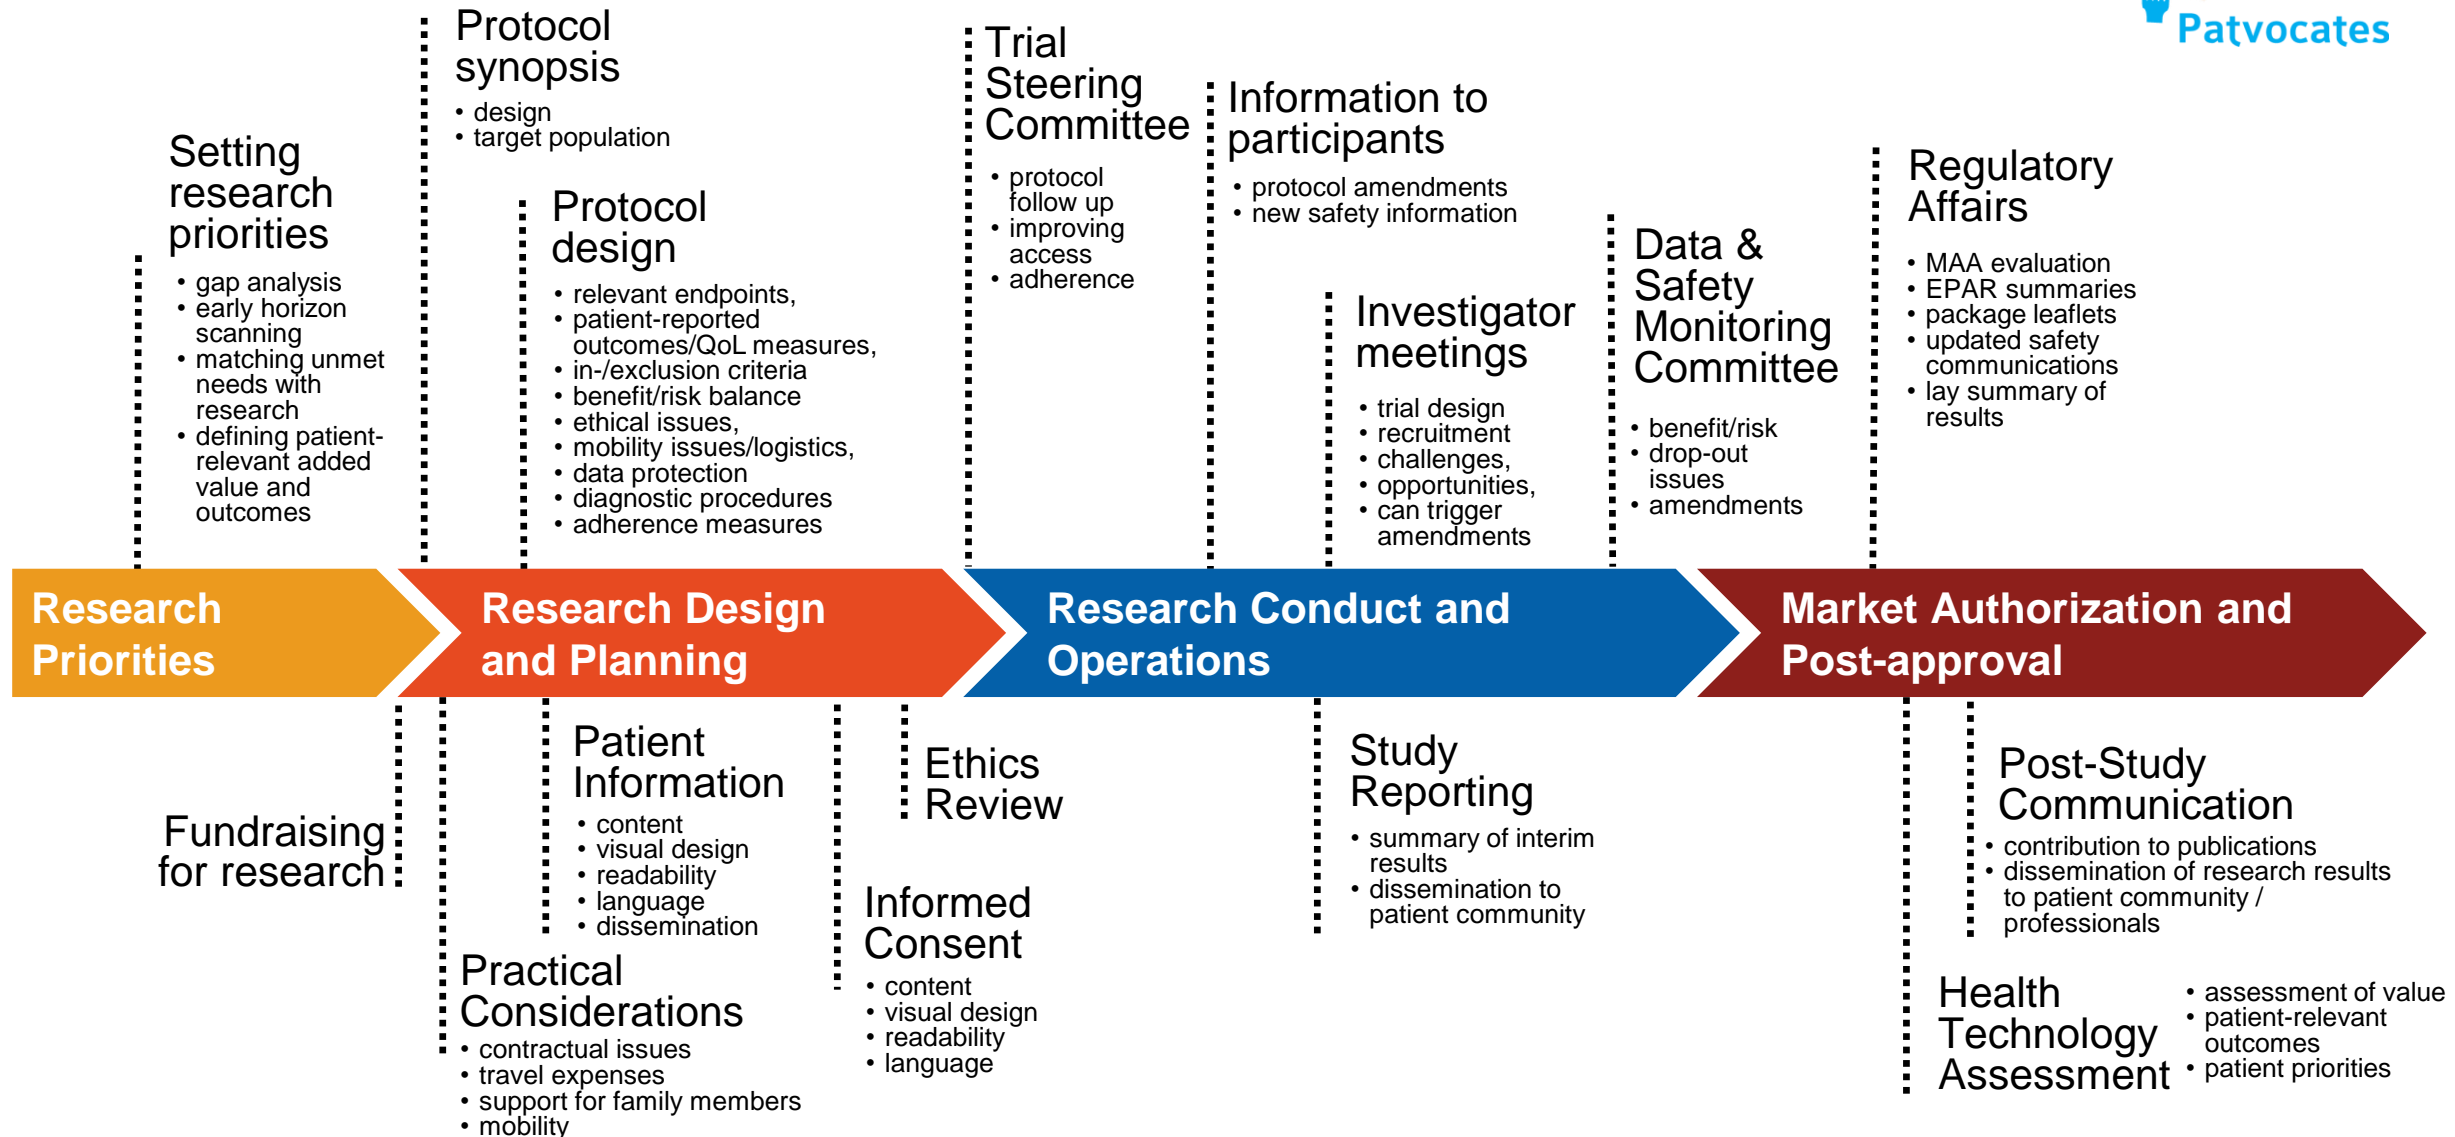 Patvocates
Protocol
synopsis
• design
• target population
Trial
Steering
Committee
• protocol
follow up
• improving
access
• adherence
Information to
participants
• protocol amendments
• new safety information
Setting
research
priorities
• gap analysis
• early horizon
scanning
• matching unmet
needs with
research
• defining patient-
relevant added
value and
outcomes
Protocol
design
• relevant endpoints,
• patient-reported
outcomes/QoL measures,
• in-/exclusion criteria
• benefit/risk balance
• ethical issues,
• mobility issues/logistics,
• data protection
• diagnostic procedures
• adherence measures
Investigator
meetings
• trial design
• recruitment
• challenges,
• opportunities,
• can trigger
amendments
Data &
Safety
Monitoring
Committee
• benefit/risk
• drop-out
issues
• amendments
Regulatory
Affairs
• MAA evaluation
• EPAR summaries
• package leaflets
• updated safety
communications
• lay summary of
results
Research
Priorities
Research Design
and Planning
Research Conduct and
Operations
Market Authorization and
Post-approval
Fundraising
for research
Patient
Information
• content
• visual design
• readability
• language
• dissemination
Practical
Considerations
• contractual issues
• travel expenses
• support for family members
• mobility
Ethics
Review
Informed
Consent
• content
• visual design
• readability
• language
Study
Reporting
• summary of interim
results
• dissemination to
patient community
Post-Study
Communication
• contribution to publications
• dissemination of research results
to patient community /
professionals
Health
Technology
Assessment
• assessment of value
• patient-relevant
outcomes
• patient priorities